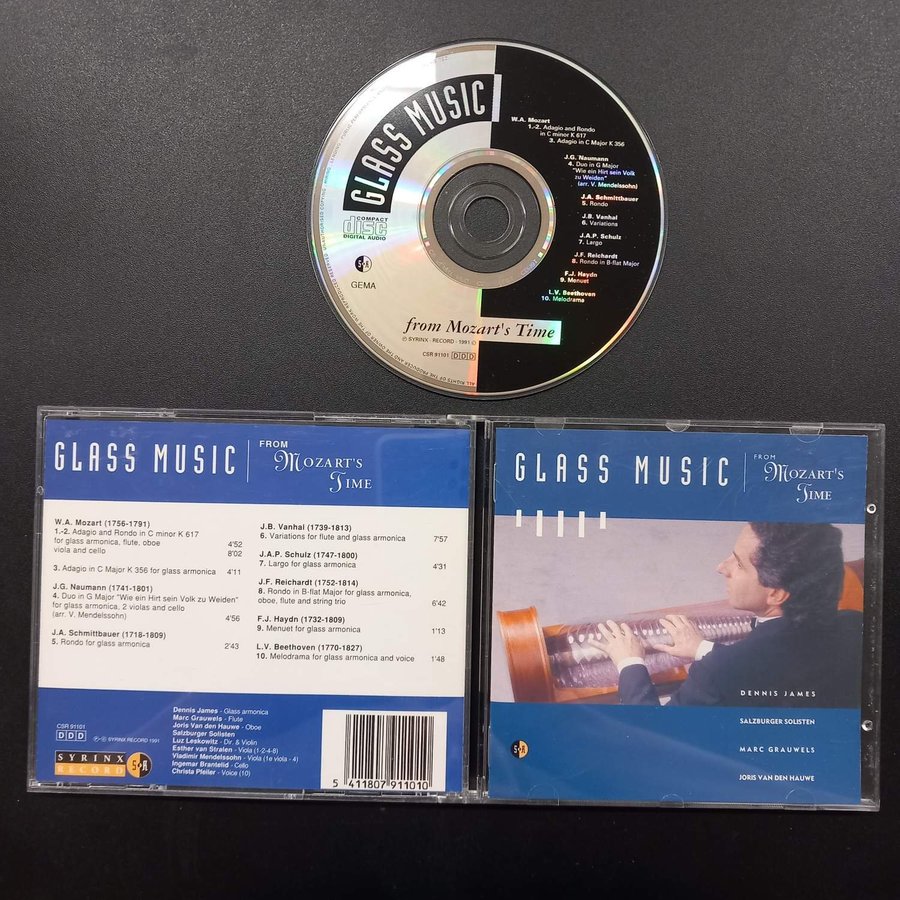 GLASS MUSIC
W.A. Mozart
1.-2. Adagio and Rondo
in C minor K 617
3. Adagio in C Major K 356
J.G. Naumann
4. Duo in G Major
"Wie ein Hirt sein Volk
zu Weiden"
(arr. V. Mendelssohn)
J.A. Schmittbauer
5. Rondo
J.B. Vanhal
6. Variations
J.A.P. Schulz
7. Largo
J.F. Reichardt
8. Rondo in B-flat Major
F.J. Haydn
9. Menuet
L.V. Beethoven
10. Melodrama
COMPACT
disc
DIGITAL AUDIO
GEMA
from Mozart's Time
℗ SYRINX - RECORD - 1991 ©
CSR 91101 DDD
GLASS MUSIC
FROM
MOZART'S
TIME
W.A. Mozart (1756-1791)
1.-2. Adagio and Rondo in C minor K 617
for glass armonica, flute, oboe 4'52
viola and cello 8'02
3. Adagio in C Major K 356 for glass armonica 4'11
J.G. Naumann (1741-1801)
4. Duo in G Major "Wie ein Hirt sein Volk zu Weiden"
for glass armonica, 2 violas and cello
(arr. V. Mendelssohn) 4'56
J.A. Schmittbauer (1718-1809)
5. Rondo for glass armonica 2'43
J.B. Vanhal (1739-1813)
6. Variations for flute and glass armonica 7'57
J.A.P. Schulz (1747-1800)
7. Largo for glass armonica 4'31
J.F. Reichardt (1752-1814)
8. Rondo in B-flat Major for glass armonica,
oboe, flute and string trio 6'42
F.J. Haydn (1732-1809)
9. Menuet for glass armonica 1'13
L.V. Beethoven (1770-1827)
10. Melodrama for glass armonica and voice 1'48
CSR 91101
DDD
℗ © SYRINX RECORD 1991
SYRINX
RECORD
Dennis James - Glass armonica
Marc Grauwels - Flute
Joris Van den Hauwe - Oboe
Salzburger Solisten
Luz Leskowitz - Dir. & Violin
Esther van Stralen - Viola (1-2-4-8)
Vladimir Mendelssohn - Viola (1e viola - 4)
Ingemar Brantelid - Cello
Christa Pfeiler - Voice (10)
5 411807 911010
GLASS MUSIC
FROM
MOZART'S
TIME
DENNIS JAMES
SALZBURGER SOLISTEN
MARC GRAUWELS
JORIS VAN DEN HAUWE